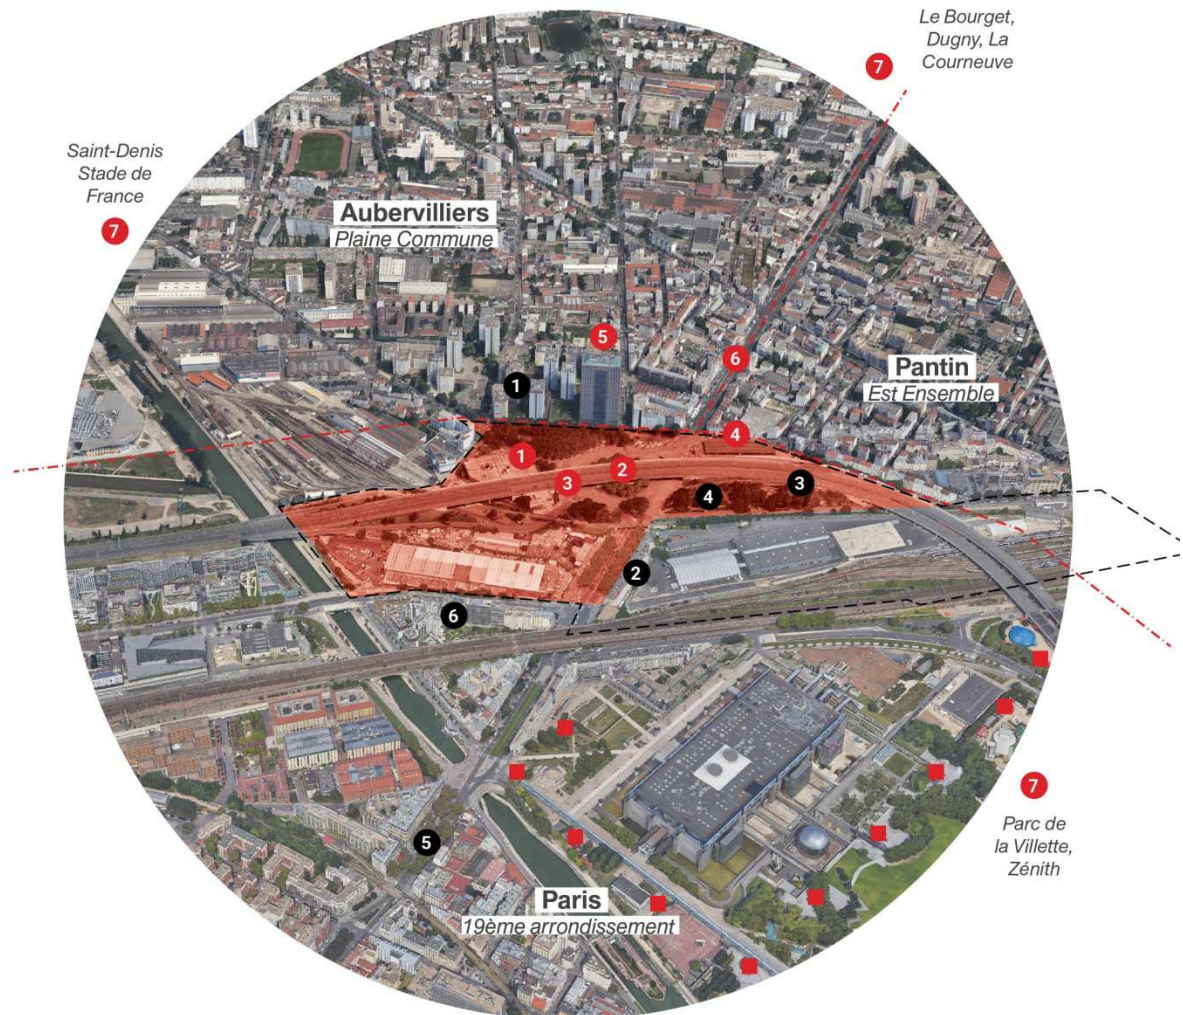 Le Bourget,
Dugny, La
Courneuve
7
Saint-Denis
Stade de
France
7
Aubervilliers
Plaine Commune
5
6
1
Pantin
Est Ensemble
4
1
2
3
3
4
2
6
7
Parc de
la Villette,
Zénith
5
Paris
19ème arrondissement